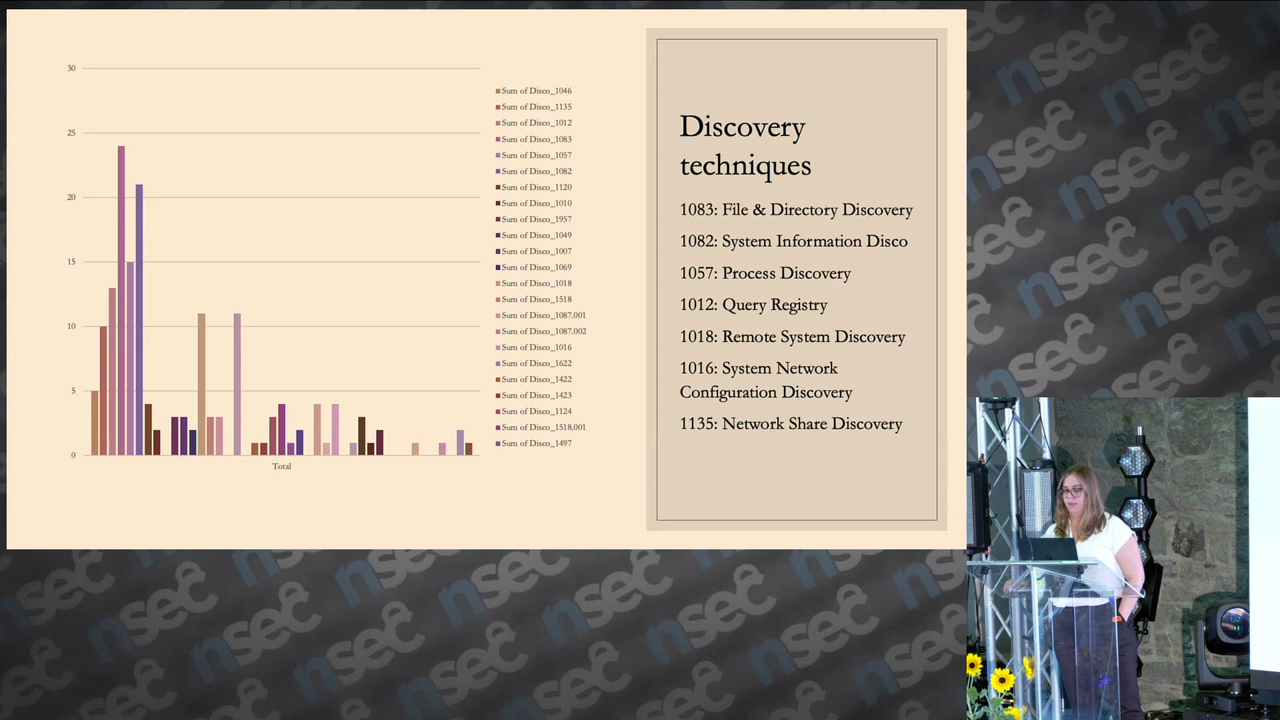 30
25
20
15
10
5
0
Total
Sum of Disco_1046
Sum of Disco_1135
Sum of Disco_1012
Sum of Disco_1083
Sum of Disco_1057
Sum of Disco_1082
Sum of Disco_1120
Sum of Disco_1010
Sum of Disco_1957
Sum of Disco_1049
Sum of Disco_1007
Sum of Disco_1069
Sum of Disco_1018
Sum of Disco_1518
Sum of Disco_1087.001
Sum of Disco_1087.002
Sum of Disco_1016
Sum of Disco_1622
Sum of Disco_1422
Sum of Disco_1423
Sum of Disco_1124
Sum of Disco_1518.001
Sum of Disco_1497
Discovery
techniques
1083: File & Directory Discovery
1082: System Information Disco
1057: Process Discovery
1012: Query Registry
1018: Remote System Discovery
1016: System Network
Configuration Discovery
1135: Network Share Discovery
nsec